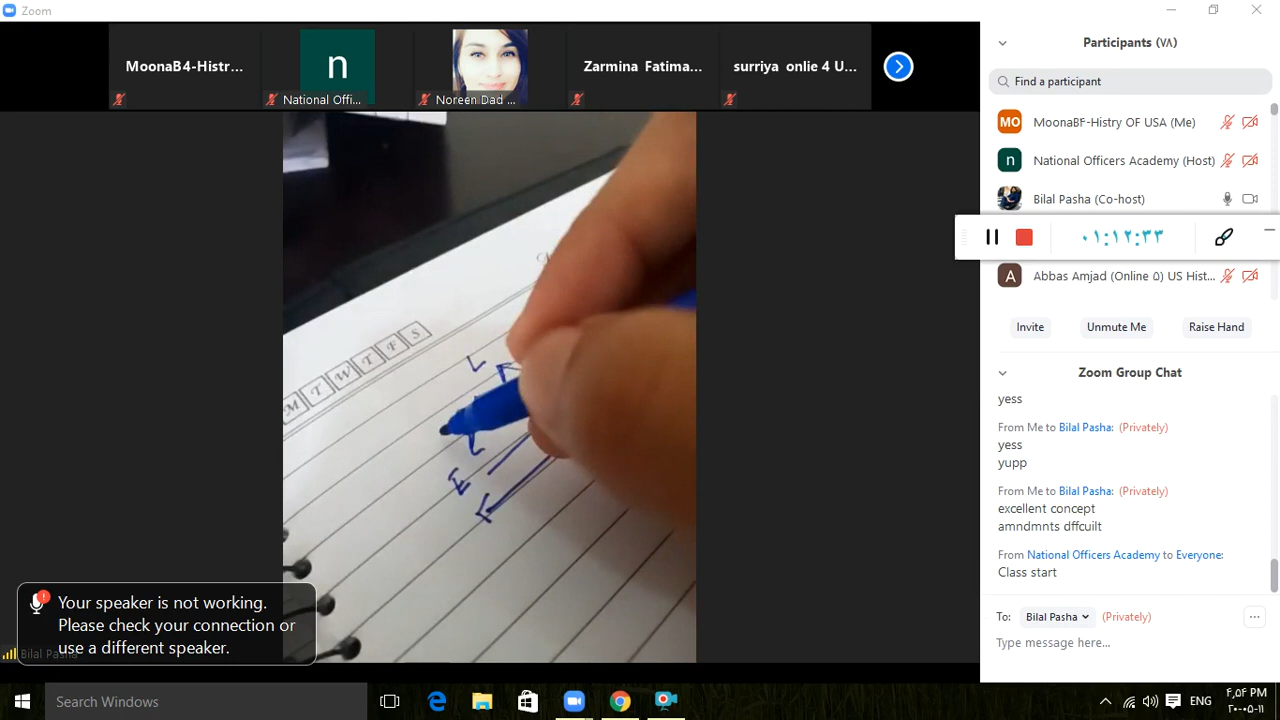 Zoom
MoonaB4-Histr...
National Offi...
n
Noreen Dad ...
Zarmina Fatima...
surriya onlie 4 U...
M T W T F S
L
E
Bilal Pasha
Your speaker is not working.
Please check your connection or
use a different speaker.
Participants (٧٨)
Find a participant
MO MoonaB۴-Histry OF USA (Me)
n National Officers Academy (Host)
Bilal Pasha (Co-host)
٠١:١٢:٣٣
A Abbas Amjad (Online ۵) US Hist...
Invite Unmute Me Raise Hand
Zoom Group Chat
yess
From Me to Bilal Pasha: (Privately)
yess
yupp
From Me to Bilal Pasha: (Privately)
excellent concept
amndmnts dffcuilt
From National Officers Academy to Everyone:
Class start
To: Bilal Pasha (Privately)
Type message here...
Search Windows
ENG
۴،۵۴ PM
۲۰-۰۵-۱۱